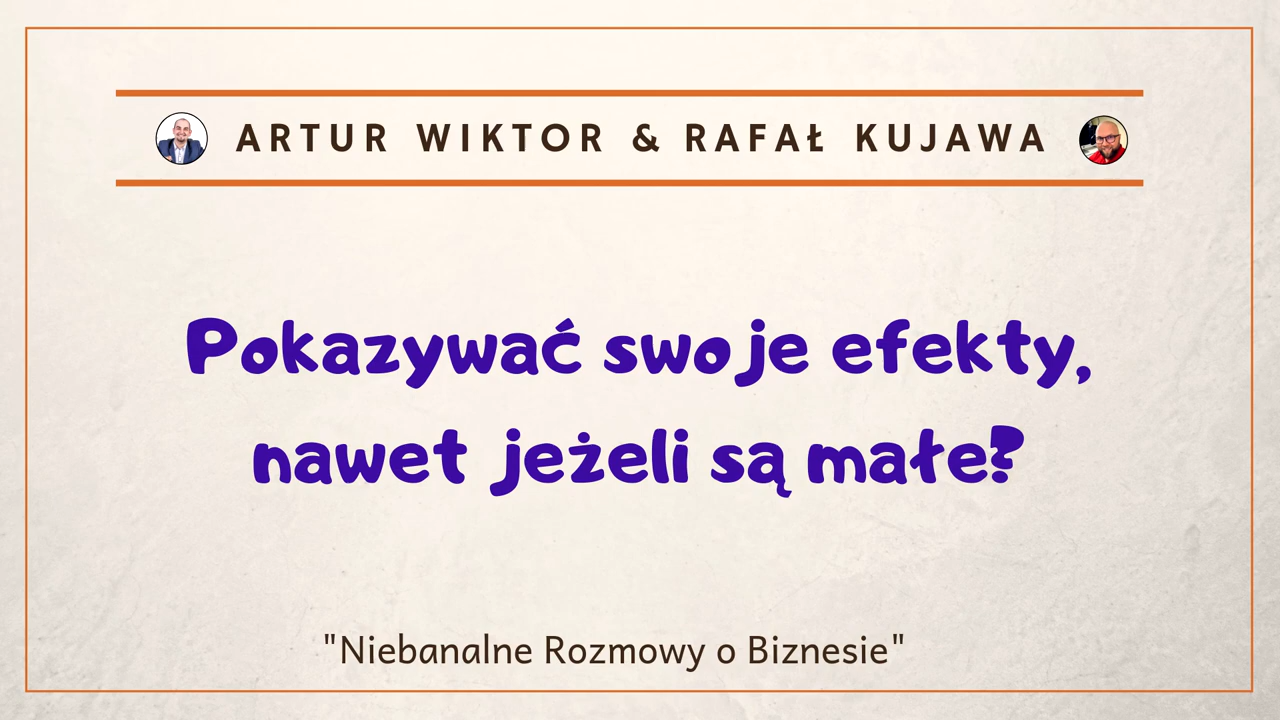 ARTUR WIKTOR & RAFAŁ KUJAWA
Pokazywać swoje efekty,
nawet jeżeli są małe?
"Niebanalne Rozmowy o Biznesie"